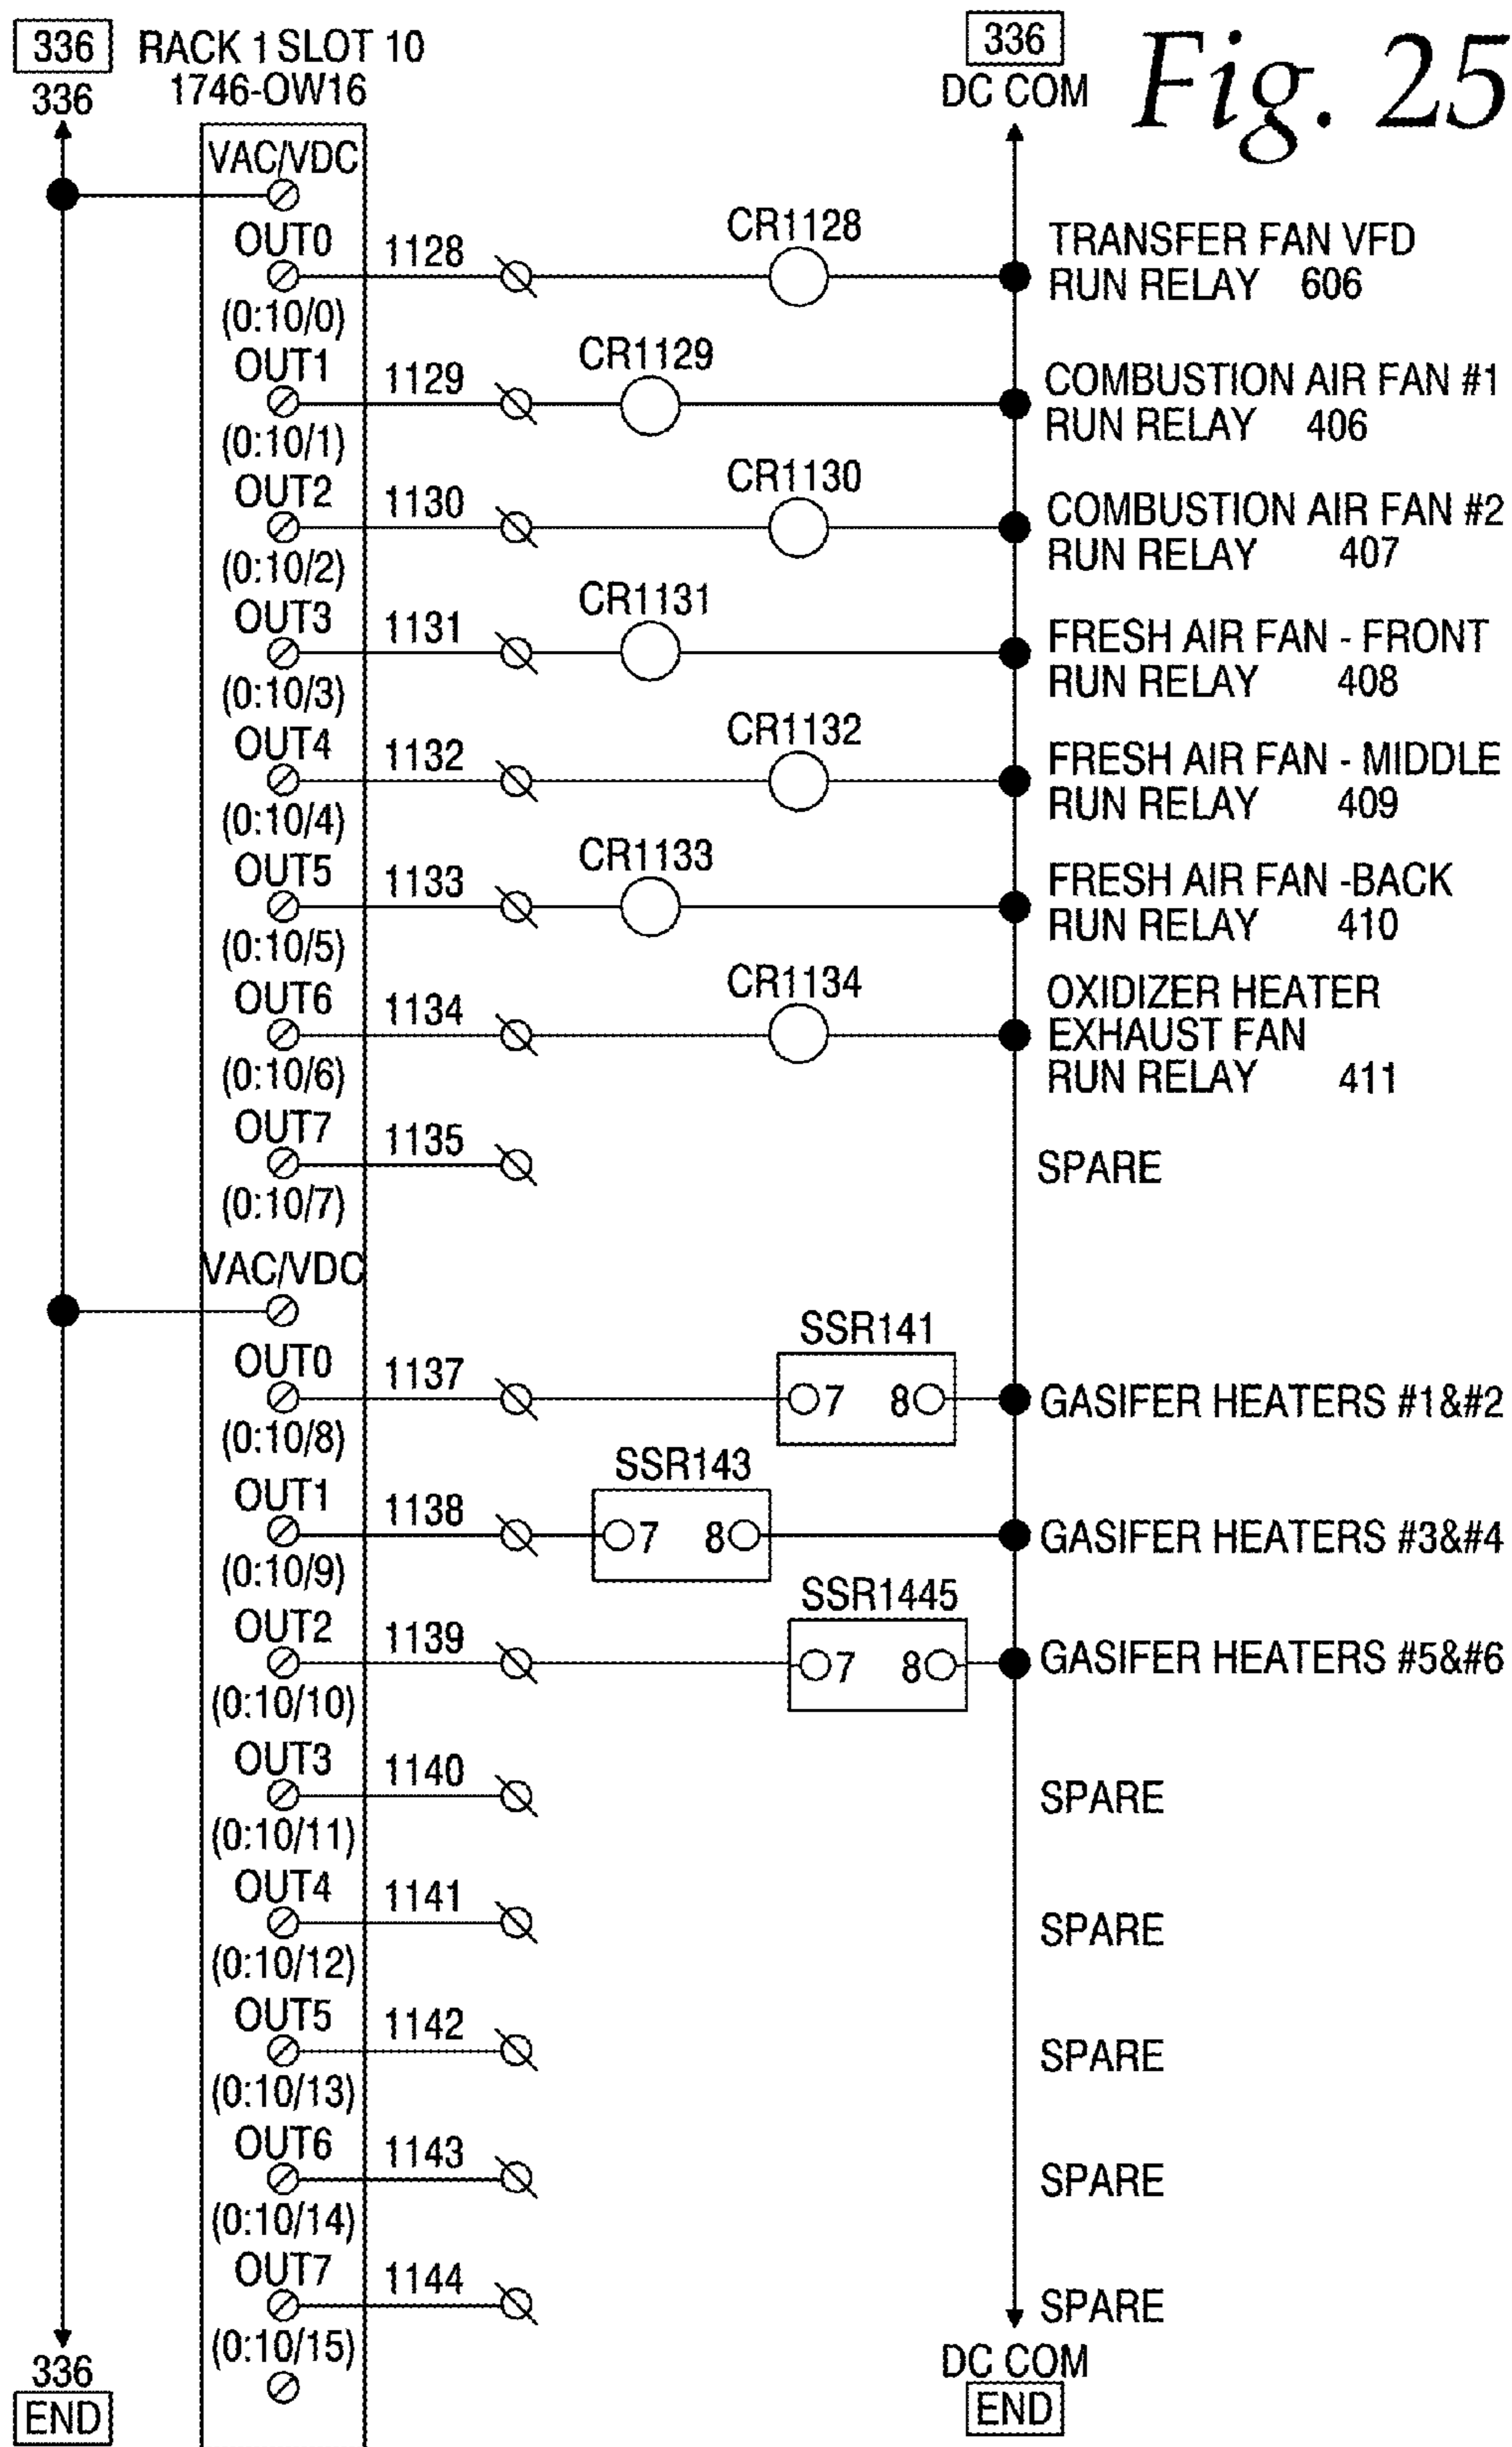 336 RACK 1 SLOT 10 336 Fig. 25
336 1746-OW16 DC COM
VAC/VDC
OUT0 1128 CR1128 TRANSFER FAN VFD
(0:10/0) RUN RELAY 606
OUT1 1129 CR1129 COMBUSTION AIR FAN #1
(0:10/1) RUN RELAY 406
OUT2 1130 CR1130 COMBUSTION AIR FAN #2
(0:10/2) RUN RELAY 407
OUT3 1131 CR1131 FRESH AIR FAN - FRONT
(0:10/3) RUN RELAY 408
OUT4 1132 CR1132 FRESH AIR FAN - MIDDLE
(0:10/4) RUN RELAY 409
OUT5 1133 CR1133 FRESH AIR FAN -BACK
(0:10/5) RUN RELAY 410
OUT6 1134 CR1134 OXIDIZER HEATER
EXHAUST FAN
(0:10/6) RUN RELAY 411
OUT7 1135 SPARE
(0:10/7)
VAC/VDC
SSR141
OUT0 1137 7 8 GASIFER HEATERS #1&#2
(0:10/8)
SSR143
OUT1 1138 7 8 GASIFER HEATERS #3&#4
(0:10/9)
SSR1445
OUT2 1139 7 8 GASIFER HEATERS #5&#6
(0:10/10)
OUT3 1140 SPARE
(0:10/11)
OUT4 1141 SPARE
(0:10/12)
OUT5 1142 SPARE
(0:10/13)
OUT6 1143 SPARE
(0:10/14)
OUT7 1144 SPARE
(0:10/15)
336 DC COM
END END